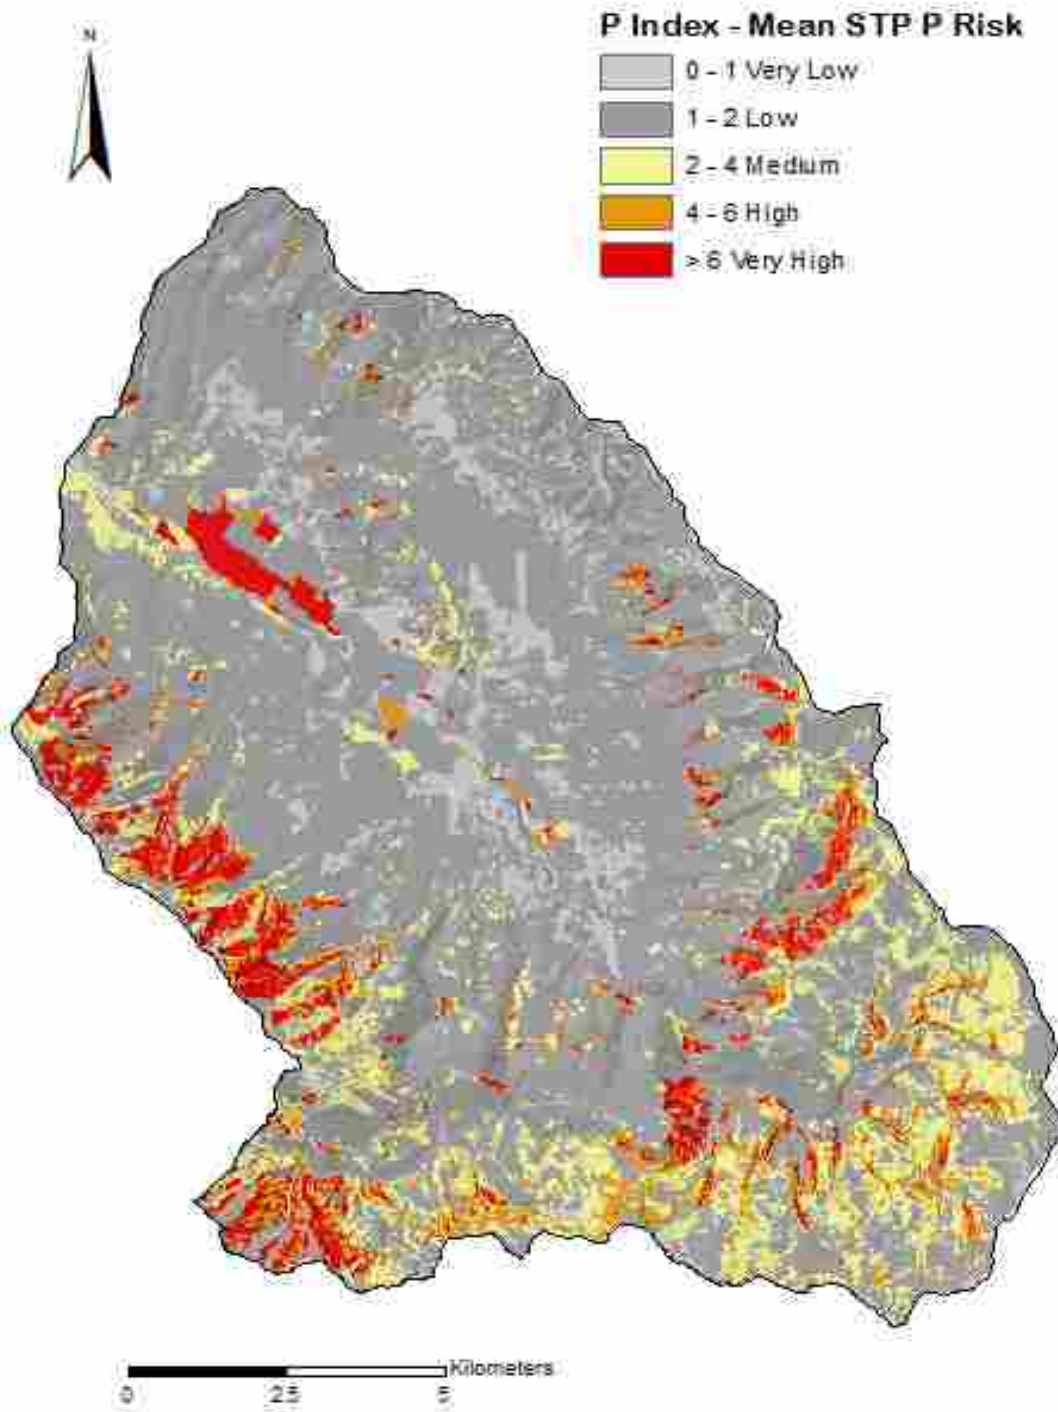 N
P Index - Mean STP P Risk
0 - 1 Very Low
1 - 2 Low
2 - 4 Medium
4 - 6 High
> 6 Very High
Kilometers
0 2.5 5